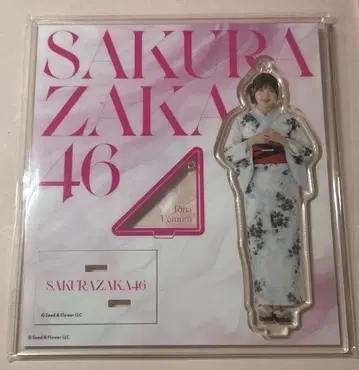 SAKURA
ZAKA
46
Rina
Uemura
SAKURAZAKA46
©Seed & Flower LLC
©Seed & Flower LLC